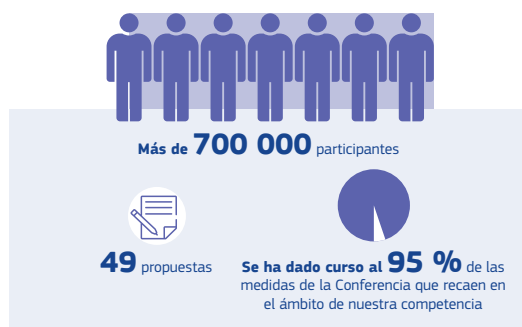 Más de 700 000 participantes
49 propuestas
Se ha dado curso al 95 % de las
medidas de la Conferencia que recaen en
el ámbito de nuestra competencia